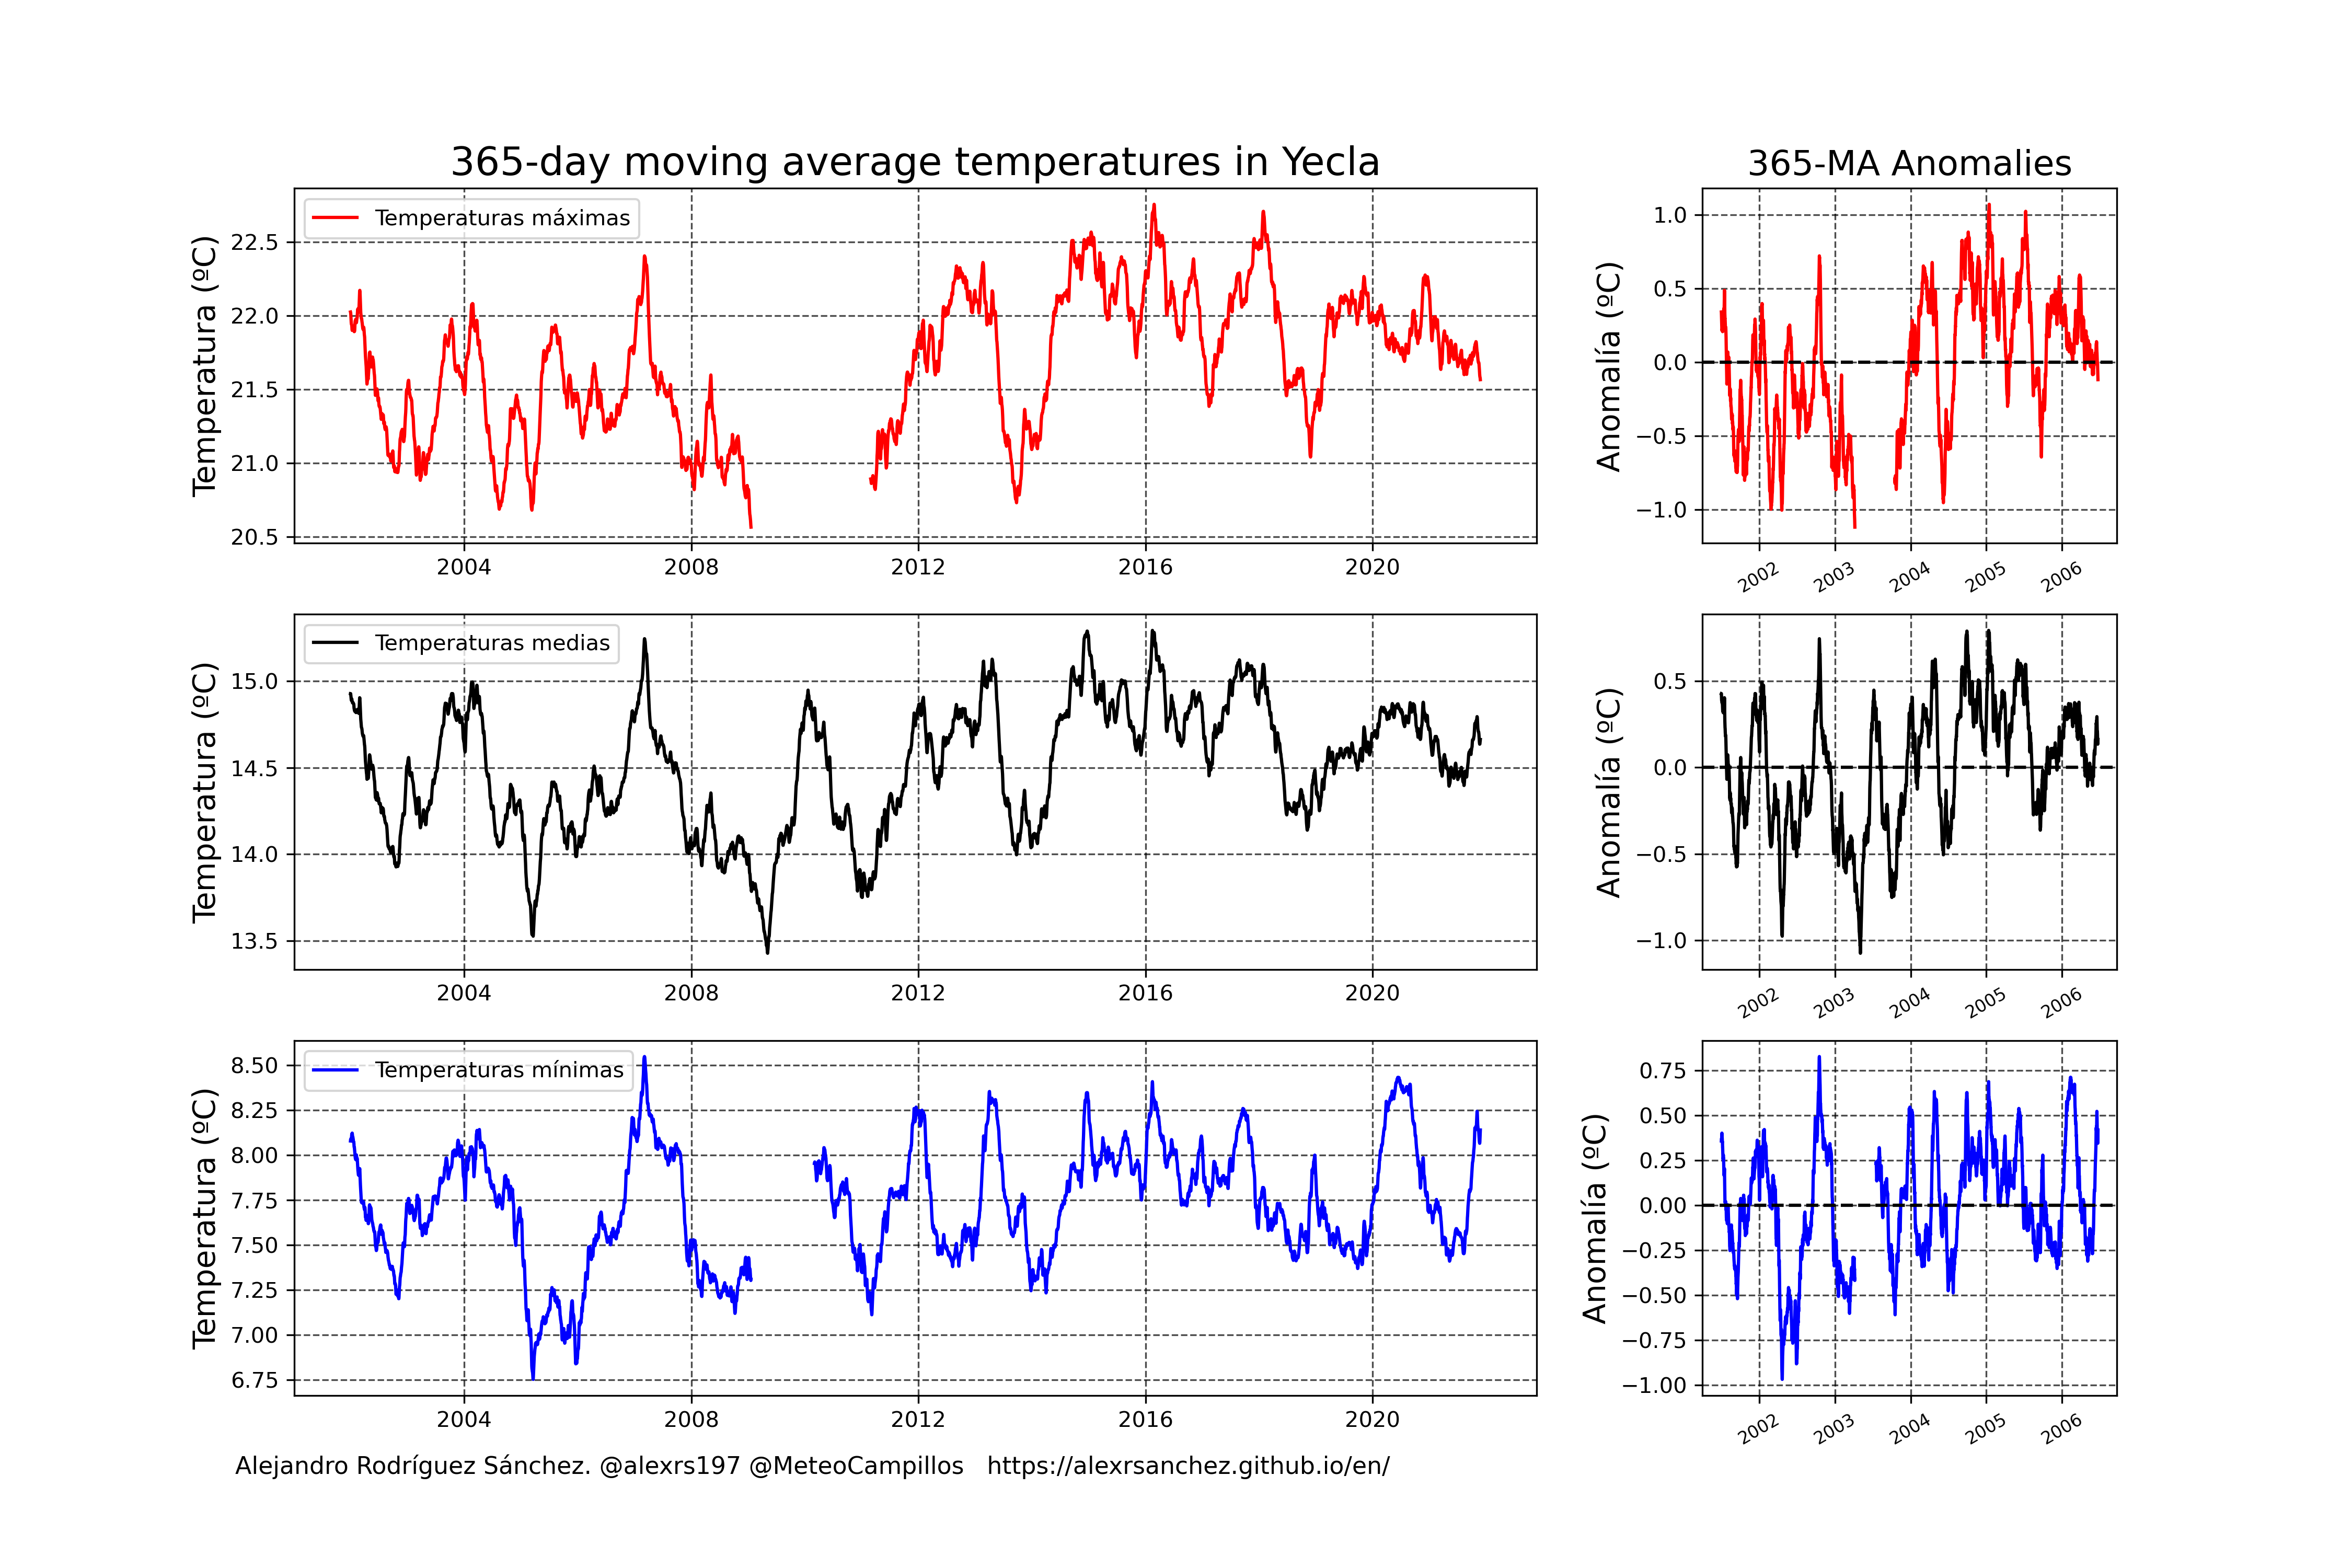 365-day moving average temperatures in Yecla
365-MA Anomalies
Temperaturas máximas
Temperatura (ºC)
22.5
22.0
21.5
21.0
20.5
2004 2008 2012 2016 2020
Anomalía (ºC)
1.0
0.5
0.0
−0.5
−1.0
2002 2003 2004 2005 2006
Temperaturas medias
Temperatura (ºC)
15.0
14.5
14.0
13.5
2004 2008 2012 2016 2020
Anomalía (ºC)
0.5
0.0
−0.5
−1.0
2002 2003 2004 2005 2006
Temperaturas mínimas
Temperatura (ºC)
8.50
8.25
8.00
7.75
7.50
7.25
7.00
6.75
2004 2008 2012 2016 2020
Anomalía (ºC)
0.75
0.50
0.25
0.00
−0.25
−0.50
−0.75
−1.00
2002 2003 2004 2005 2006
Alejandro Rodríguez Sánchez. @alexrs197 @MeteoCampillos https://alexrsanchez.github.io/en/